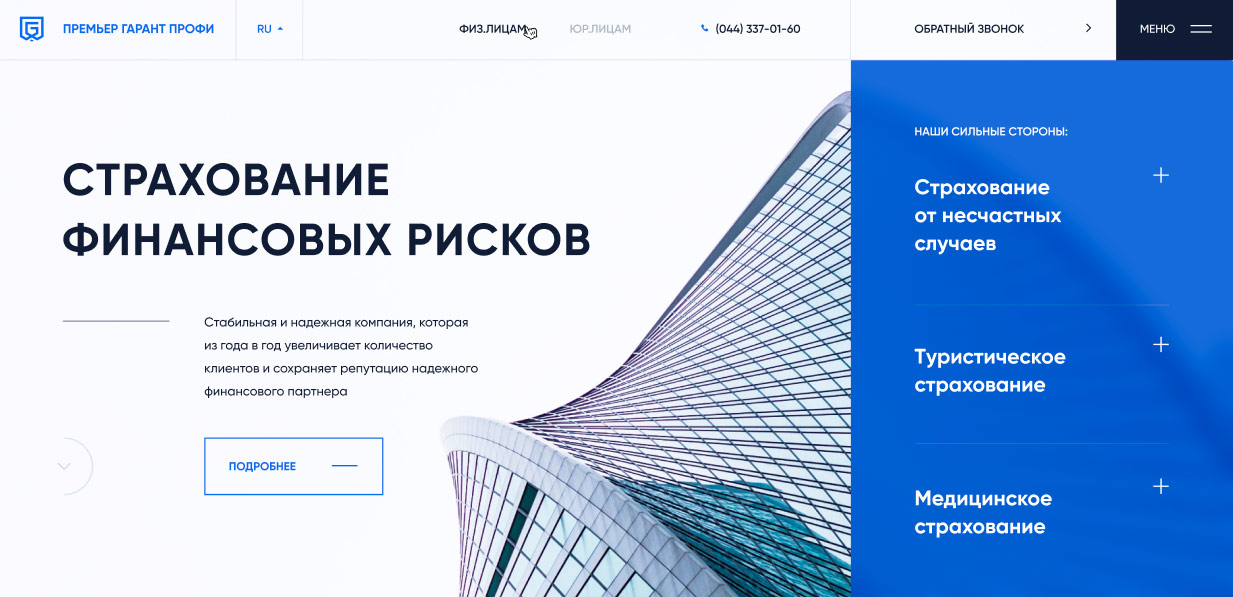 ПРЕМЬЕР ГАРАНТ ПРОФИ
RU
ФИЗ.ЛИЦАМ
ЮР.ЛИЦАМ
(044) 337-01-60
ОБРАТНЫЙ ЗВОНОК
МЕНЮ
СТРАХОВАНИЕ
ФИНАНСОВЫХ РИСКОВ
Стабильная и надежная компания, которая
из года в год увеличивает количество
клиентов и сохраняет репутацию надежного
финансового партнера
ПОДРОБНЕЕ
НАШИ СИЛЬНЫЕ СТОРОНЫ:
Страхование
от несчастных
случаев
Туристическое
страхование
Медицинское
страхование